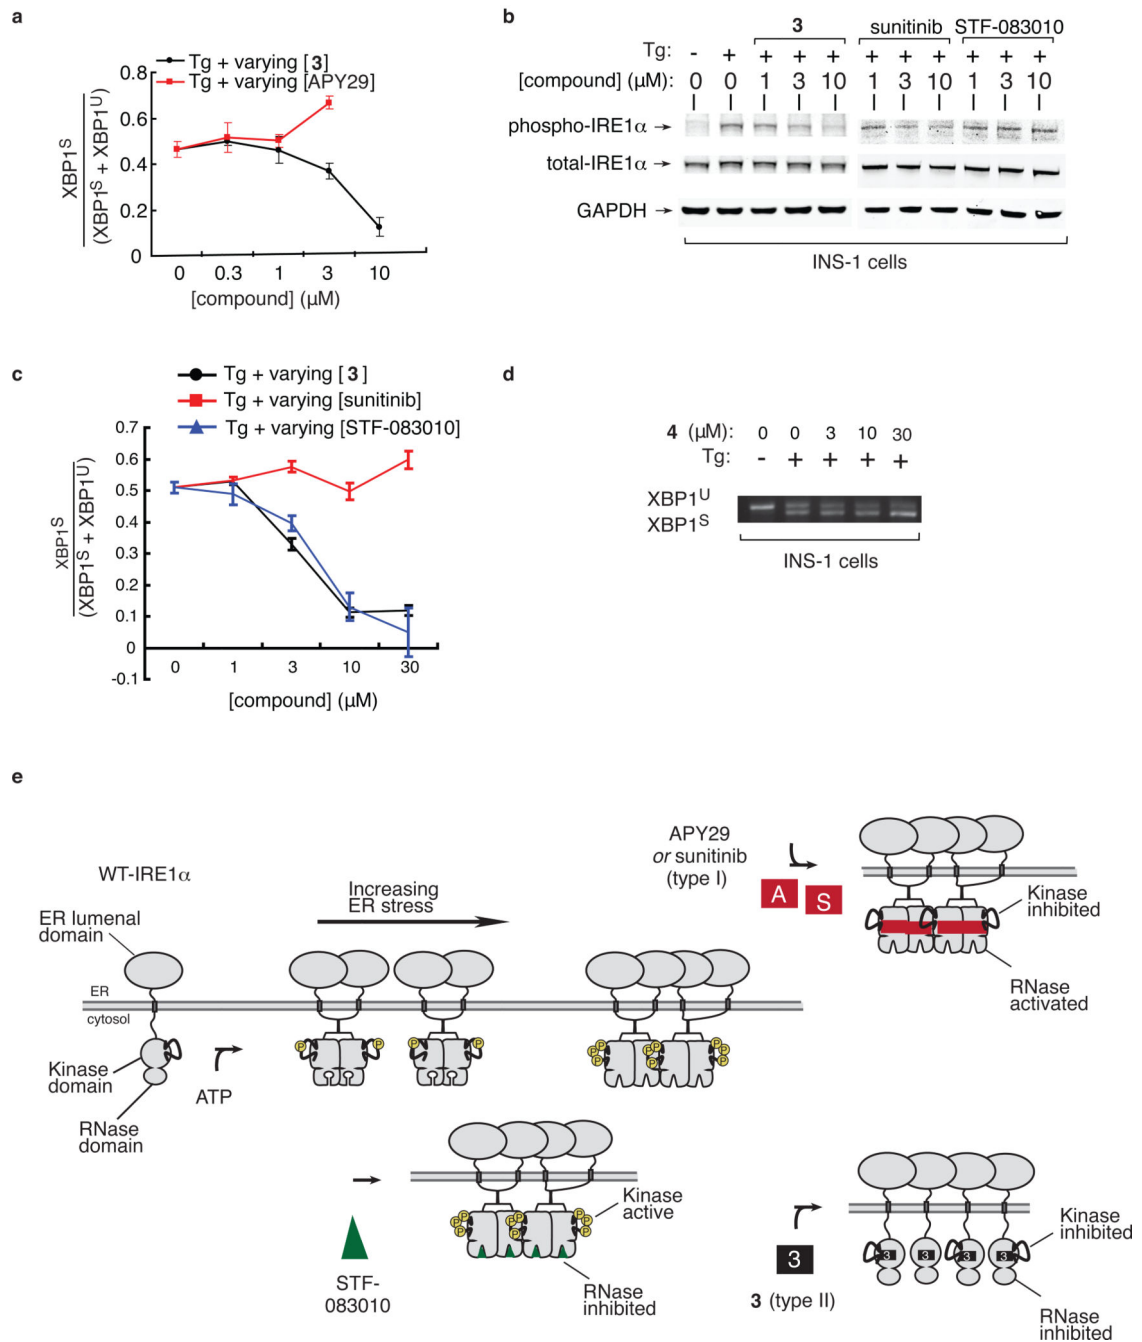 a
Tg + varying [3]
Tg + varying [APY29]
XBP1S
(XBP1S + XBP1U)
0.8
0.6
0.4
0.2
0
0 0.3 1 3 10
[compound] (µM)
b
3 sunitinib STF-083010
Tg: - + + + + + + + + + +
[compound] (µM): 0 0 1 3 10 1 3 10 1 3 10
phospho-IRE1α
total-IRE1α
GAPDH
INS-1 cells
c
Tg + varying [3]
Tg + varying [sunitinib]
Tg + varying [STF-083010]
XBP1S
(XBP1S + XBP1U)
0.7
0.6
0.5
0.4
0.3
0.2
0.1
0
-0.1
0 1 3 10 30
[compound] (µM)
d
4 (µM): 0 0 3 10 30
Tg: - + + + +
XBP1U
XBP1S
INS-1 cells
e
WT-IRE1α
ER lumenal
domain
ER
cytosol
Kinase
domain
RNase
domain
ATP
Increasing
ER stress
P P P P P P P P P P
APY29
or sunitinib
(type I)
A S
Kinase
inhibited
RNase
activated
STF-
083010
P P P P P P P P P
Kinase
active
RNase
inhibited
3
3 (type II)
3 3 3 3
Kinase
inhibited
RNase
inhibited